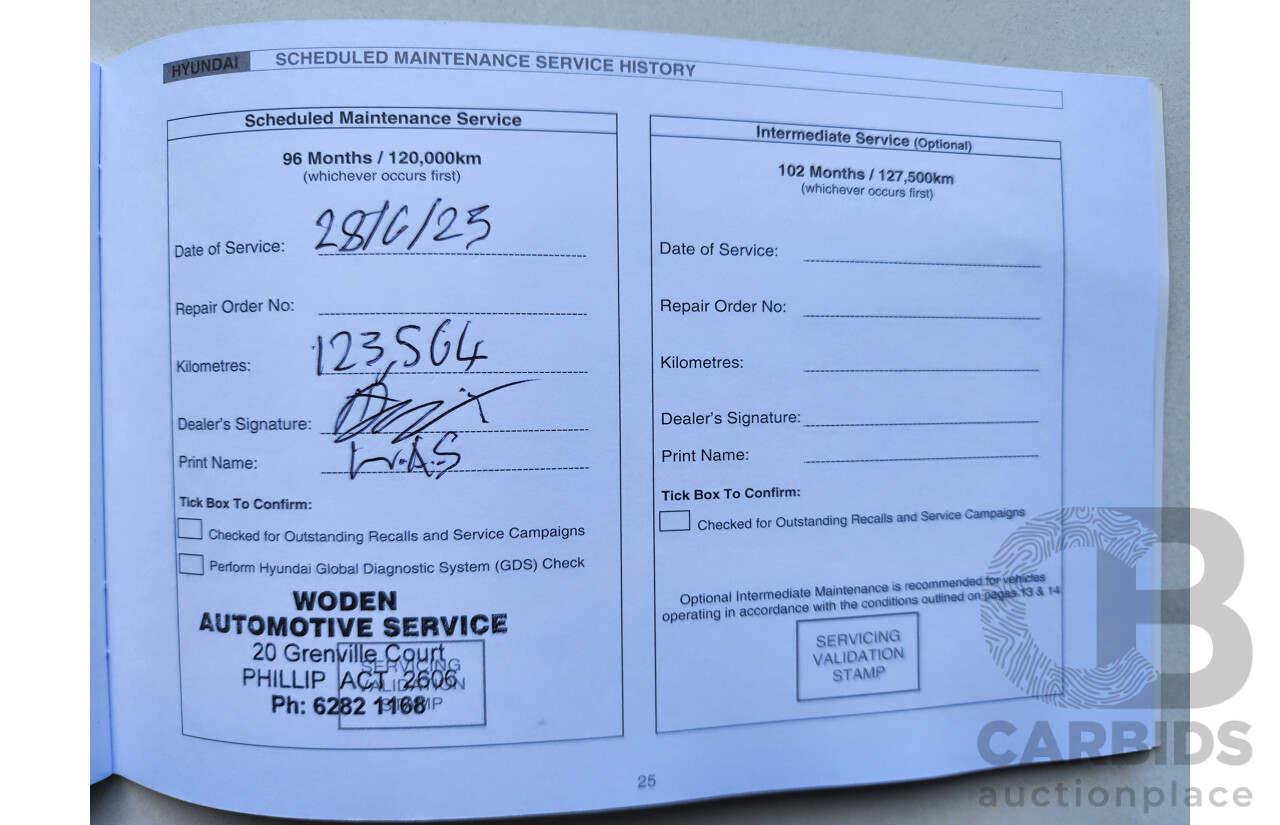 HYUNDAI SCHEDULED MAINTENANCE SERVICE HISTORY
Scheduled Maintenance Service
96 Months / 120,000km
(whichever occurs first)
Date of Service: 28/6/25
Repair Order No:
Kilometres: 123,564
Dealer's Signature:
Print Name: W.A.S
Tick Box To Confirm:
Checked for Outstanding Recalls and Service Campaigns
Perform Hyundai Global Diagnostic System (GDS) Check
WODEN
AUTOMOTIVE SERVICE
20 Grenville Court
PHILLIP ACT 2606
Ph: 6282 1168
SERVICING
VALIDATION
STAMP
Intermediate Service (Optional)
102 Months / 127,500km
(whichever occurs first)
Date of Service:
Repair Order No:
Kilometres:
Dealer's Signature:
Print Name:
Tick Box To Confirm:
Checked for Outstanding Recalls and Service Campaigns
Optional Intermediate Maintenance is recommended for vehicles
operating in accordance with the conditions outlined on pages 13 & 14
SERVICING
VALIDATION
STAMP
25
CB
CARBIDS
auctionplace